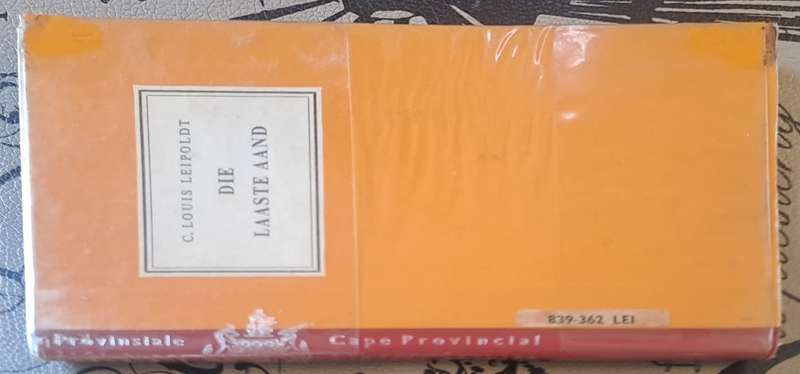 C. LOUIS LEIPOLDT
DIE
LAASTE AAND
839-362 LEI
Provinsiale
Cape Provincial